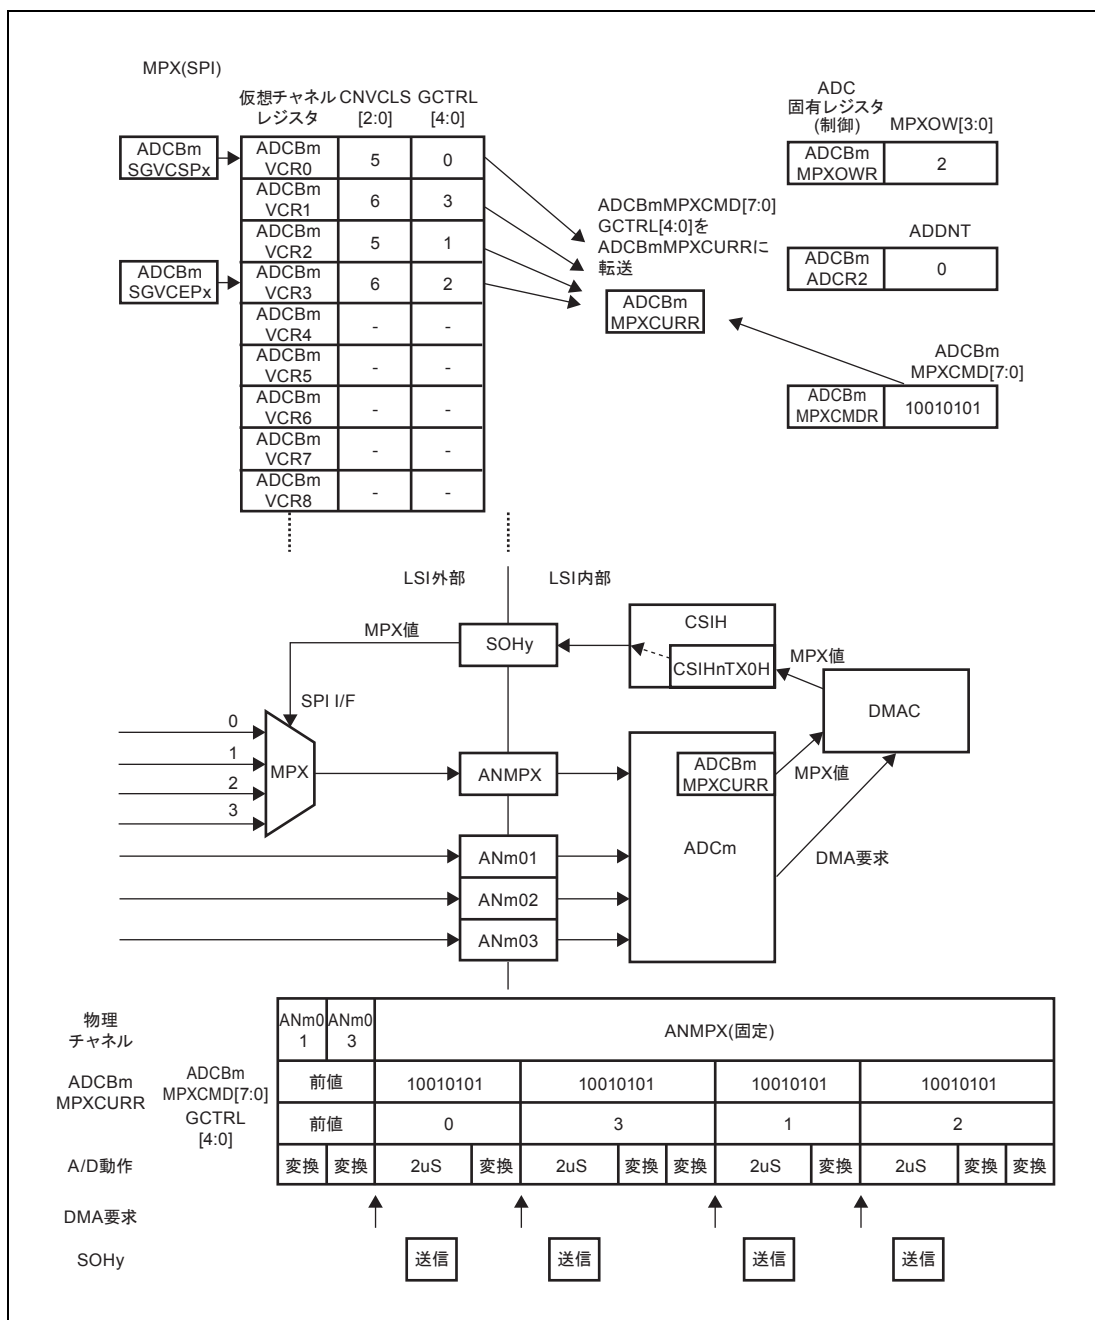 MPX(SPI)
仮想チャネル CNVCLS GCTRL
レジスタ [2:0] [4:0]
ADCBm
SGVCSPx
ADCBm
VCR0
5
0
ADCBm
VCR1
6
3
ADCBm
VCR2
5
1
ADCBm
SGVCEPx
ADCBm
VCR3
6
2
ADCBm
VCR4
-
-
ADCBm
VCR5
-
-
ADCBm
VCR6
-
-
ADCBm
VCR7
-
-
ADCBm
VCR8
-
-
ADCBmMPXCMD[7:0]
GCTRL[4:0]を
ADCBmMPXCURRに
転送
ADCBm
MPXCURR
ADC
固有レジスタ
(制御)
MPXOW[3:0]
ADCBm
MPXOWR
2
ADDNT
ADCBm
ADCR2
0
ADCBm
MPXCMD[7:0]
ADCBm
MPXCMDR
10010101
LSI外部
LSI内部
MPX値
SOHy
CSIH
CSIHnTX0H
MPX値
DMAC
SPI I/F
0
1
2
3
MPX
ANMPX
ADCBm
MPXCURR
MPX値
ADCm
DMA要求
ANm01
ANm02
ANm03
物理
チャネル
ANm0
1
ANm0
3
ANMPX(固定)
ADCBm
MPXCURR
ADCBm
MPXCMD[7:0]
前値
10010101
10010101
10010101
10010101
GCTRL
[4:0]
前値
0
3
1
2
A/D動作
変換
変換
2uS
変換
2uS
変換
変換
2uS
変換
2uS
変換
変換
DMA要求
SOHy
送信
送信
送信
送信